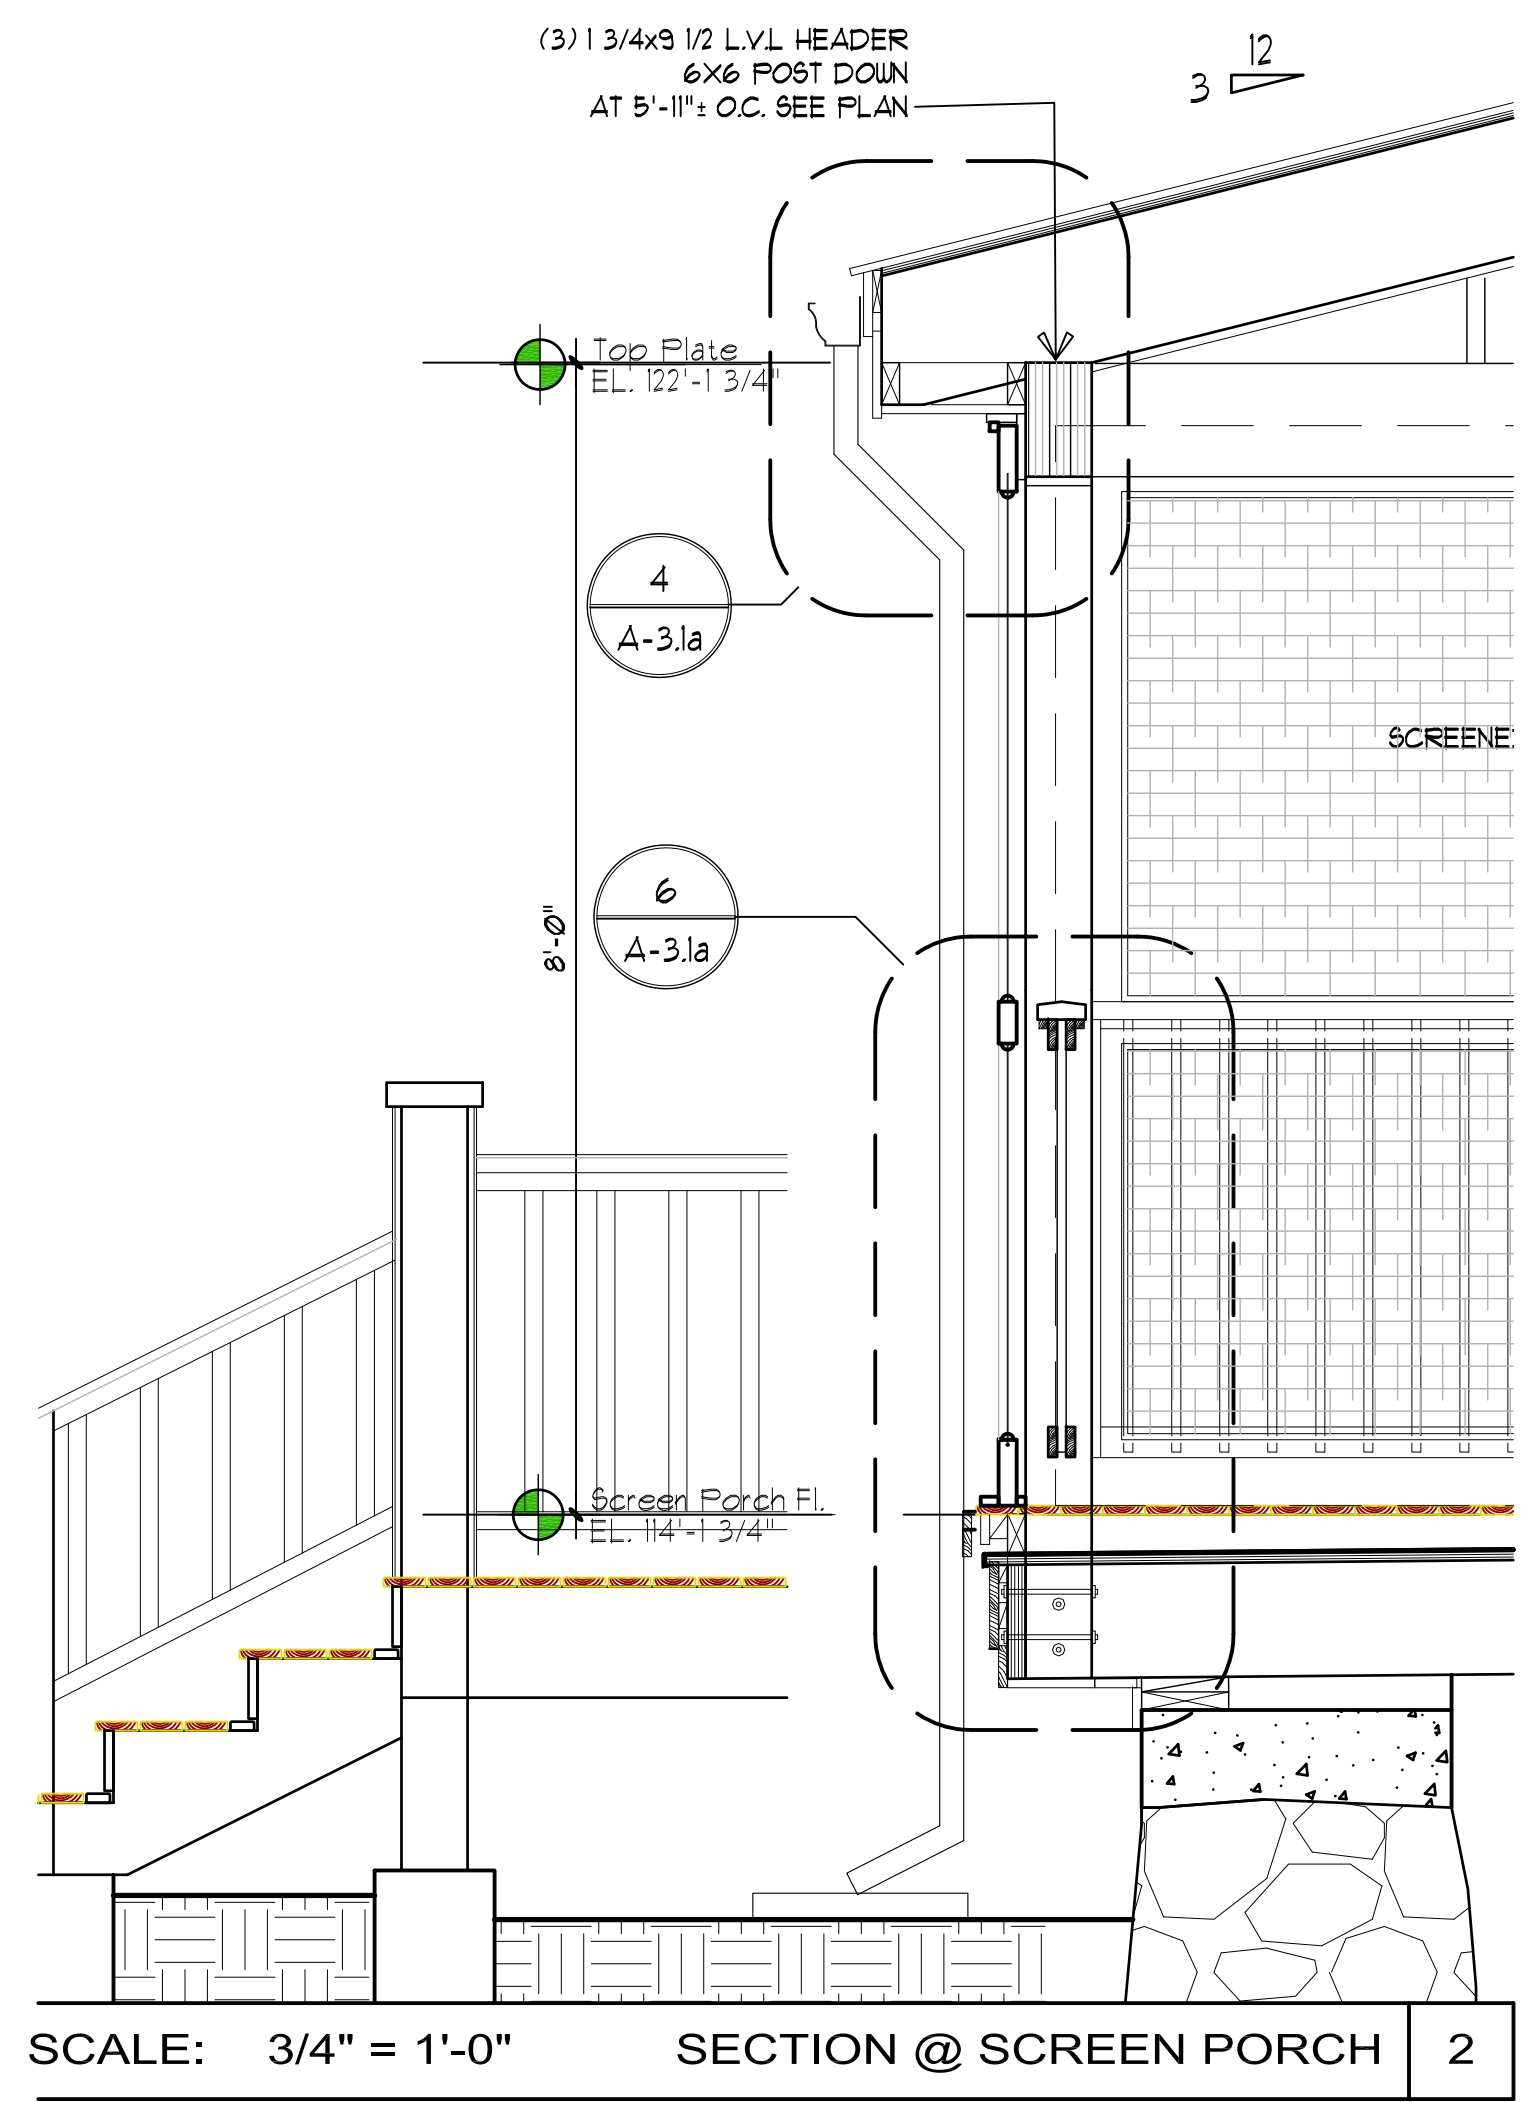 (3) 1 3/4x9 1/2 L.V.L HEADER
6X6 POST DOWN
AT 5'-11"± O.C. SEE PLAN
12
3
Top Plate
EL. 122'-1 3/4"
4
A-3.1a
SCREENE
6
A-3.1a
8'-0"
Screen Porch Fl.
EL. 114'-1 3/4"
SCALE: 3/4" = 1'-0" SECTION @ SCREEN PORCH 2